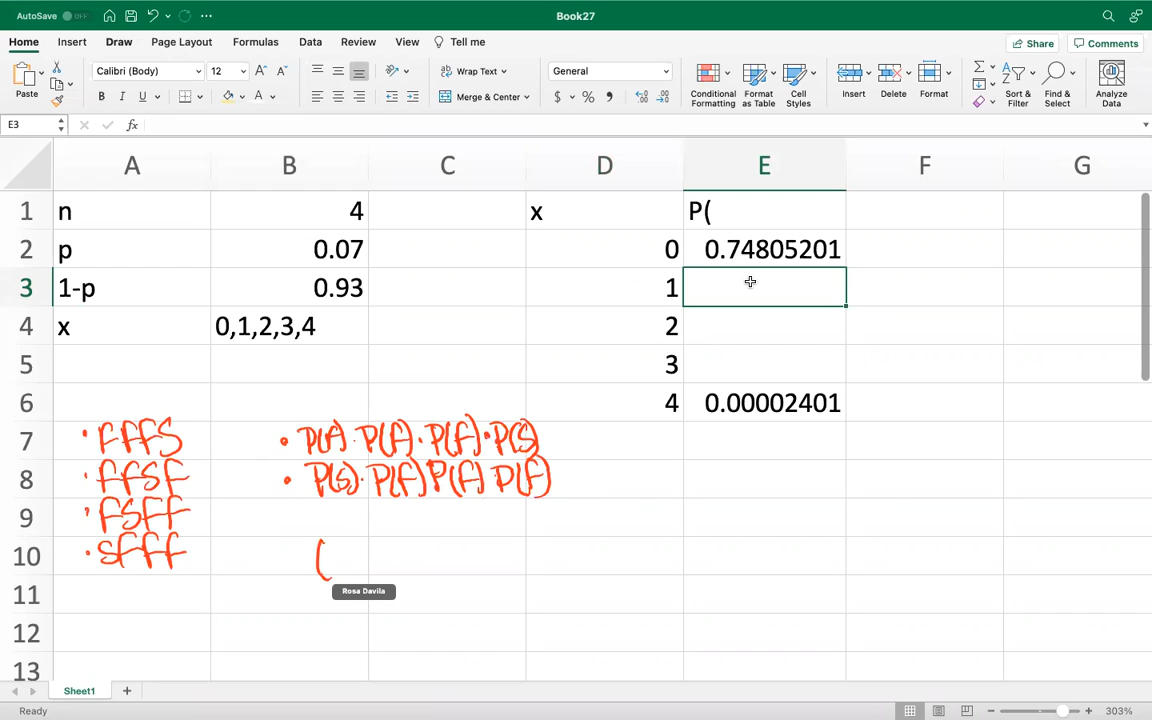 AutoSave OFF Book27
Home Insert Draw Page Layout Formulas Data Review View Tell me Share Comments
Paste Calibri (Body) 12 A A Wrap Text General Conditional Formatting Format as Table Cell Styles Insert Delete Format Sort & Filter Find & Select Analyze Data
B I U A Merge & Center $ % 9
E3 fx
A B C D E F G
1 n 4 x P(
2 p 0.07 0 0.74805201
3 1-p 0.93 1
4 x 0,1,2,3,4 2
5 3
6 4 0.00002401
7 · FFFS · P(F) · P(F) · P(F) · P(S)
8 · FFSF · P(S) · P(F) P(F) · P(F)
9 · FSFF
10 · SFFF (
Rosa Davila
11
12
13
Sheet1 +
Ready 303%